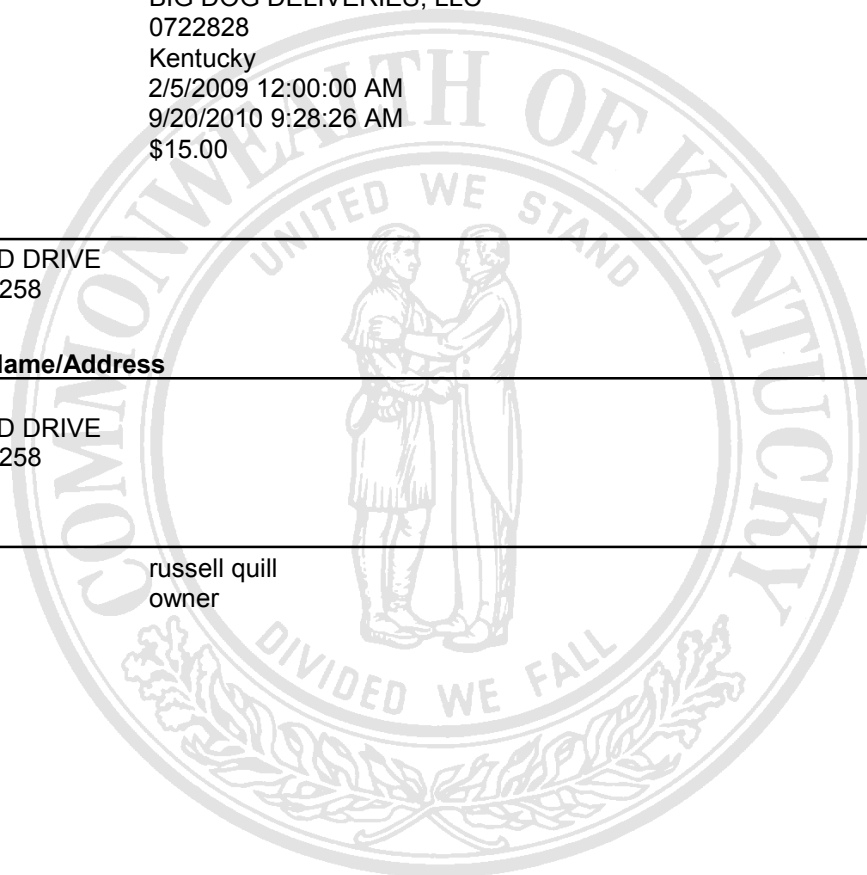 BIG DOG DELIVERIES, LLC
0722828
Kentucky
2/5/2009 12:00:00 AM
9/20/2010 9:28:26 AM
$15.00
D DRIVE
258
lame/Address
D DRIVE
258
russell quill
owner
COMMONWEALTH OF KENTUCKY
UNITED WE STAND
DIVIDED WE FALL